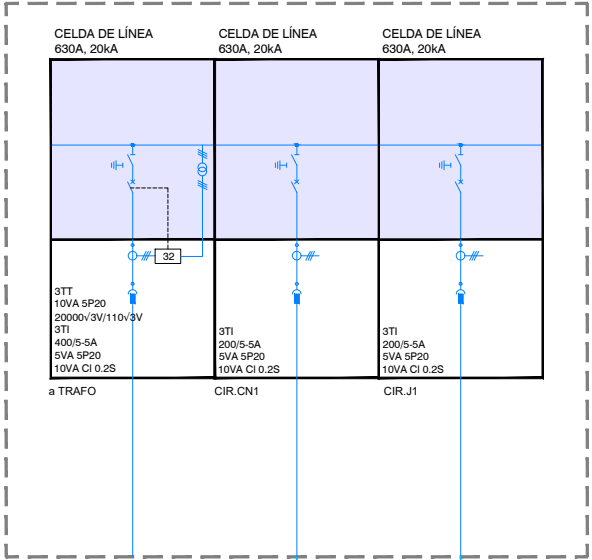 CELDA DE LÍNEA
630A, 20kA
CELDA DE LÍNEA
630A, 20kA
CELDA DE LÍNEA
630A, 20kA
32
3TT
10VA 5P20
20000√3V/110√3V
3TI
400/5-5A
5VA 5P20
10VA Cl 0.2S
3TI
200/5-5A
5VA 5P20
10VA Cl 0.2S
3TI
200/5-5A
5VA 5P20
10VA Cl 0.2S
a TRAFO
CIR.CN1
CIR.J1